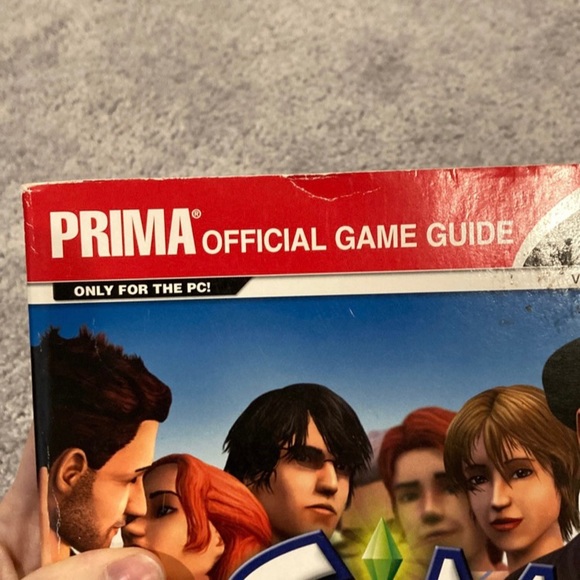 PRIMA® OFFICIAL GAME GUIDE
ONLY FOR THE PC!